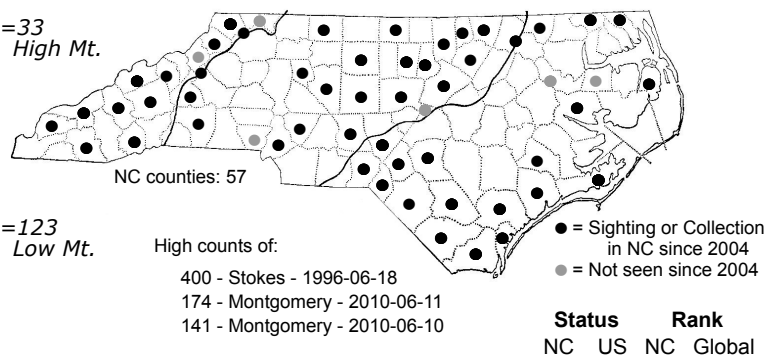 =33
High Mt.
NC counties: 57
=123
Low Mt.
High counts of:
400 - Stokes - 1996-06-18
174 - Montgomery - 2010-06-11
141 - Montgomery - 2010-06-10
● = Sighting or Collection
in NC since 2004
● = Not seen since 2004
Status Rank
NC US NC Global